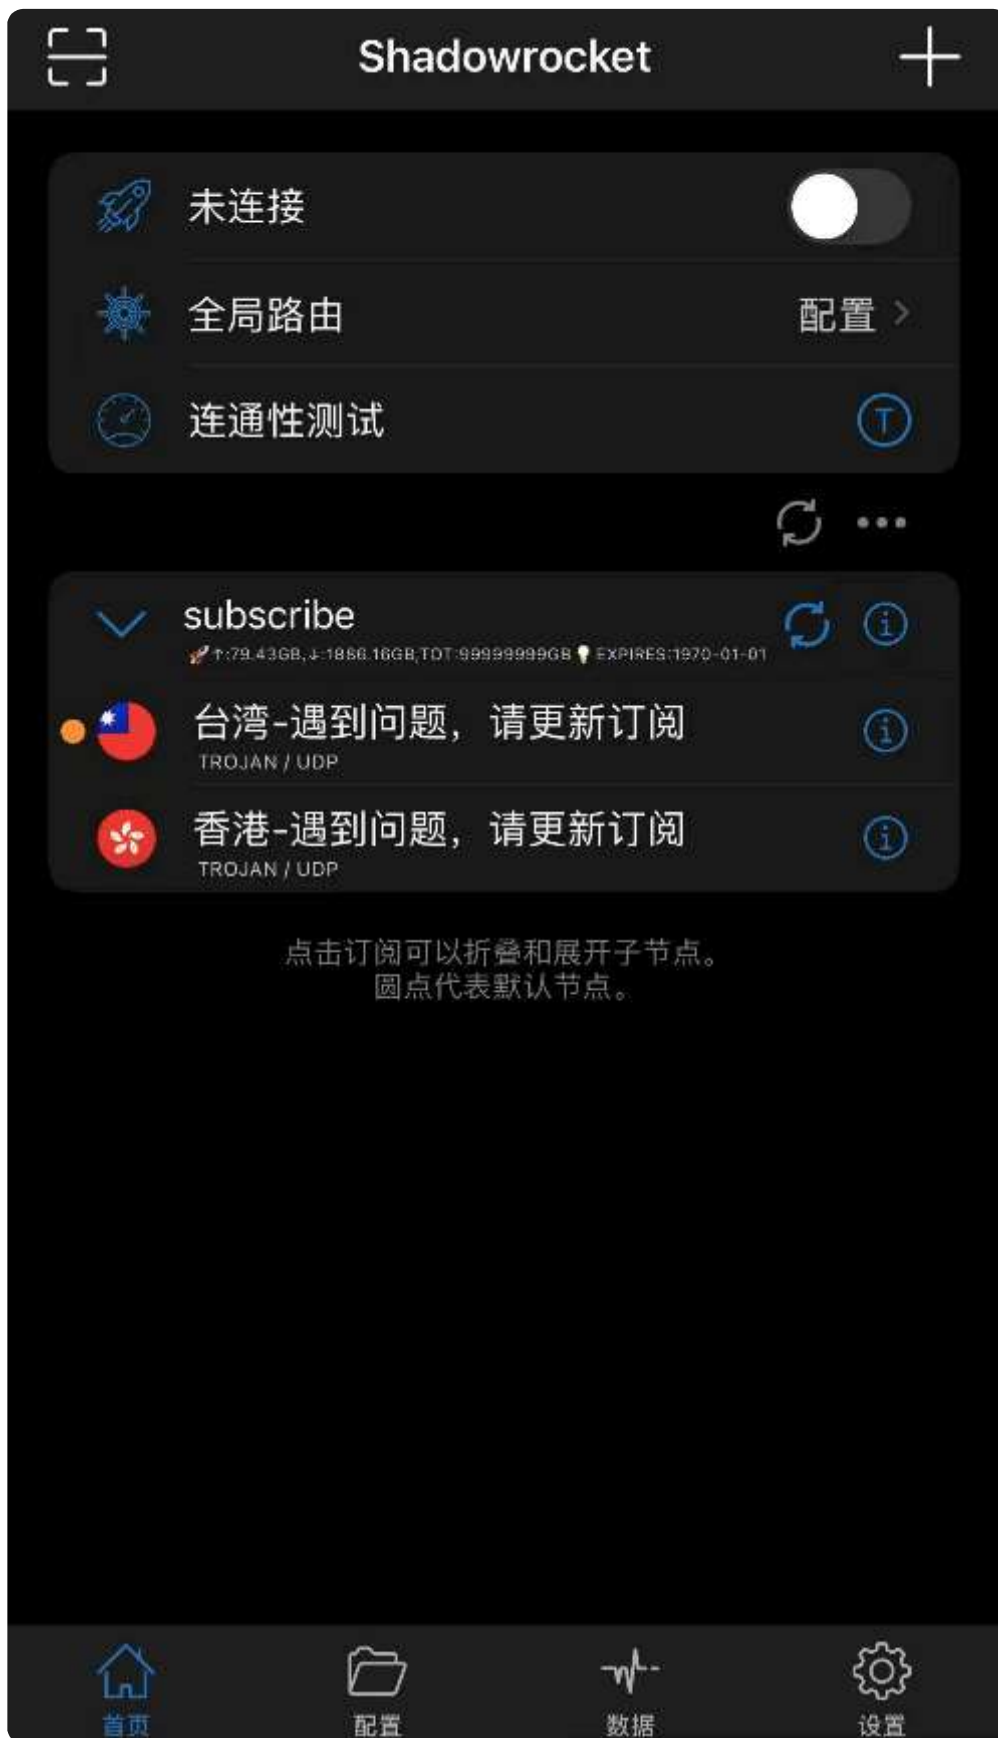 Shadowrocket
未连接
全局路由 配置
连通性测试 T
subscribe
🚀↑:79.43GB,↓:1886.16GB,TOT:99999999GB💡EXPIRES:1970-01-01
台湾-遇到问题，请更新订阅
TROJAN / UDP
香港-遇到问题，请更新订阅
TROJAN / UDP
点击订阅可以折叠和展开子节点。
圆点代表默认节点。
首页 配置 数据 设置